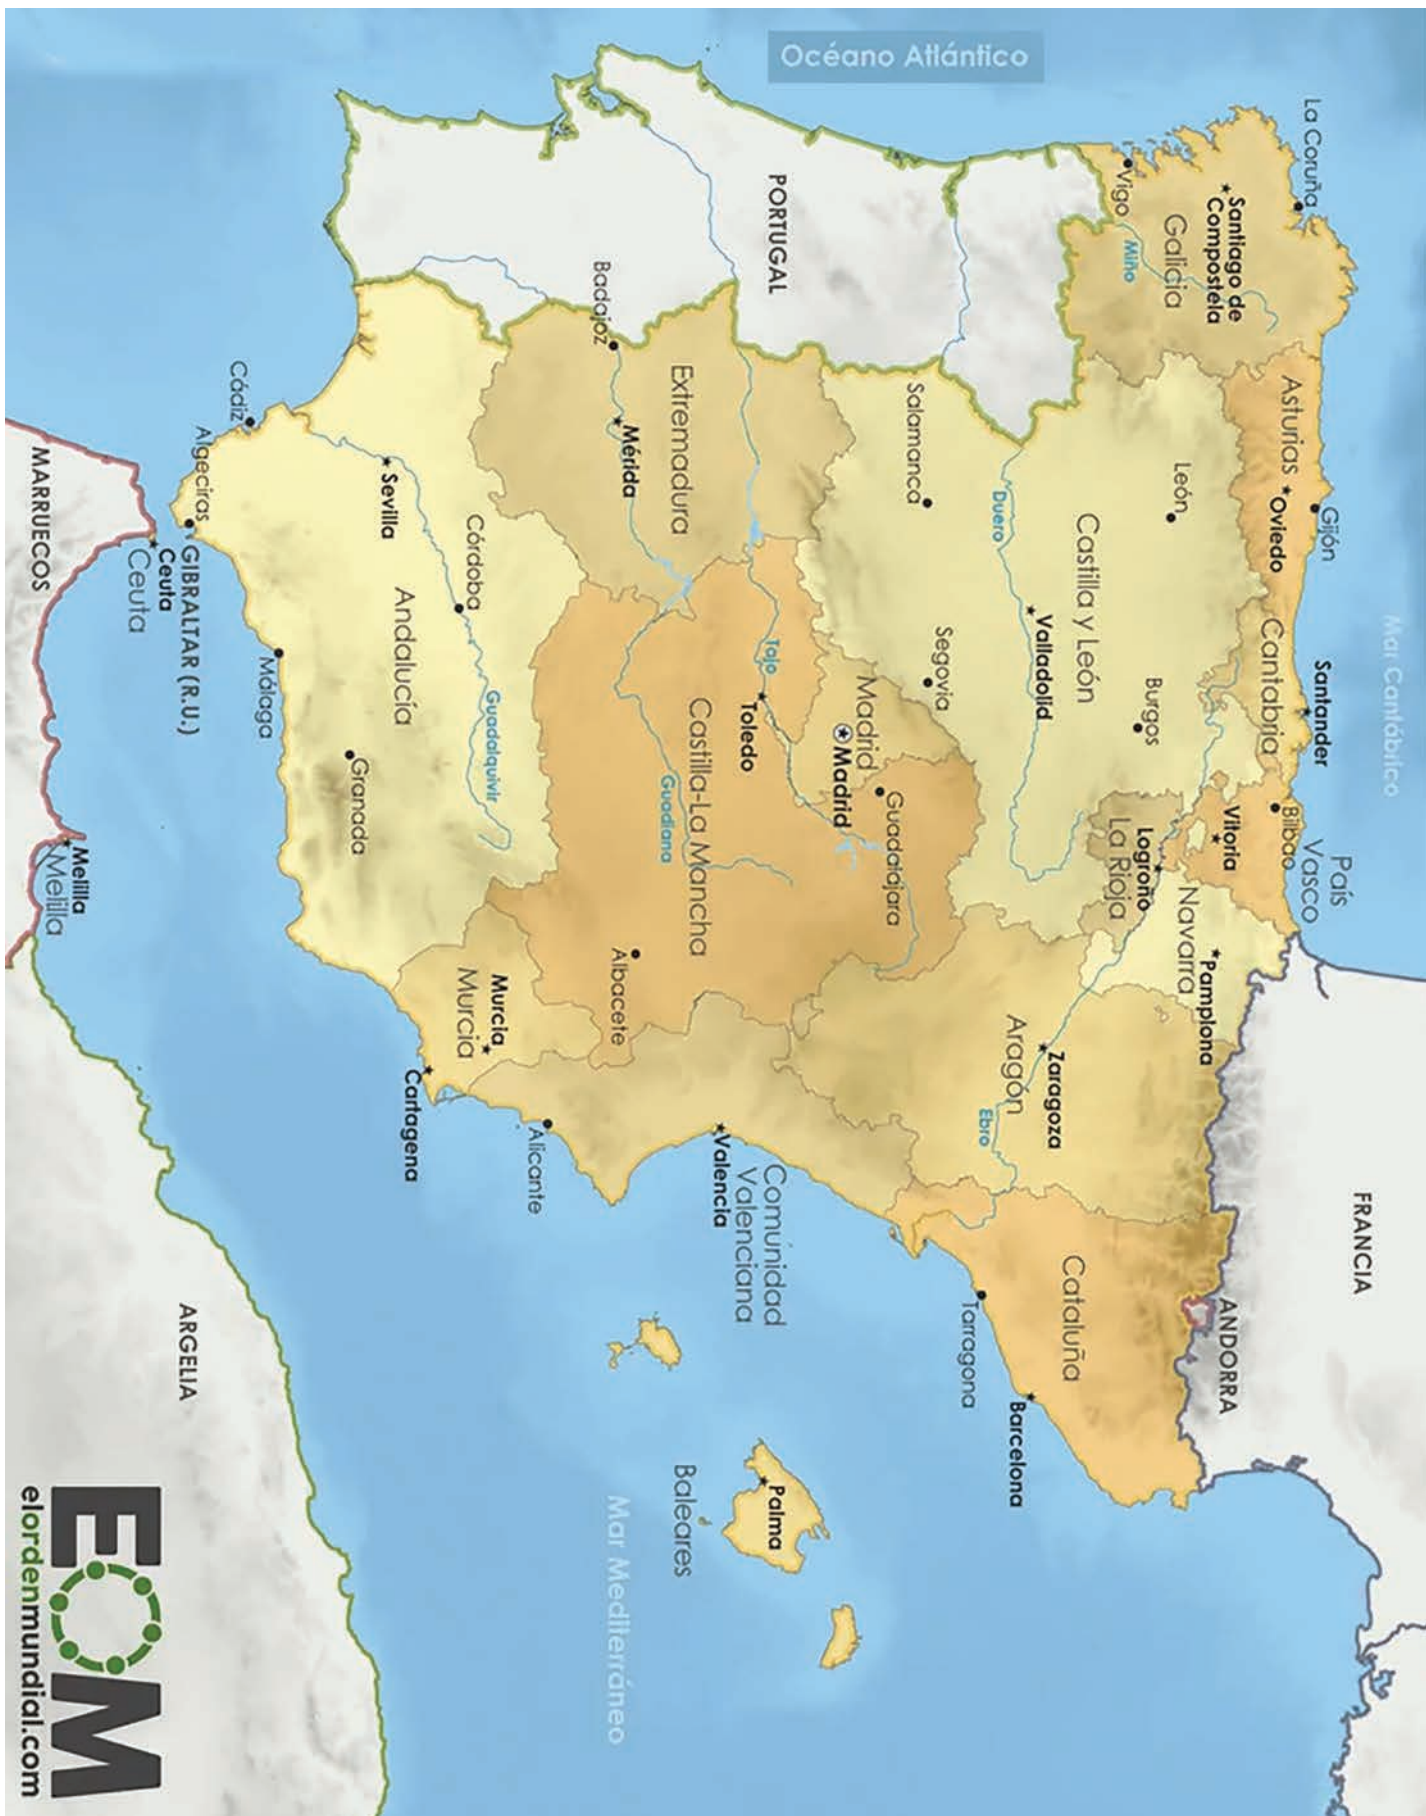 Océano Atlántico
Mar Cantábrico
La Coruña
Santiago de
Compostela
Galicia
Vigo
Miño
Asturias
Oviedo
Gijón
Cantabria
Santander
Bilbao
País
Vasco
Vitoria
Navarra
Pamplona
Logroño
La Rioja
FRANCIA
ANDORRA
León
Burgos
Castilla y León
Valladolid
Duero
Salamanca
Segovia
Aragón
Zaragoza
Ebro
Cataluña
Barcelona
Tarragona
PORTUGAL
Madrid
Madrid
Guadalajara
Tajo
Toledo
Castilla-La Mancha
Guadiana
Albacete
Comunidad
Valenciana
Valencia
Alicante
Extremadura
Mérida
Badajoz
Palma
Baleares
Mar Mediterráneo
Murcia
Murcia
Cartagena
Andalucía
Córdoba
Guadalquivir
Sevilla
Granada
Málaga
Cádiz
Algeciras
GIBRALTAR (R.U.)
Ceuta
Ceuta
Melilla
Melilla
MARRUECOS
ARGELIA
EOM
elordenmundial.com